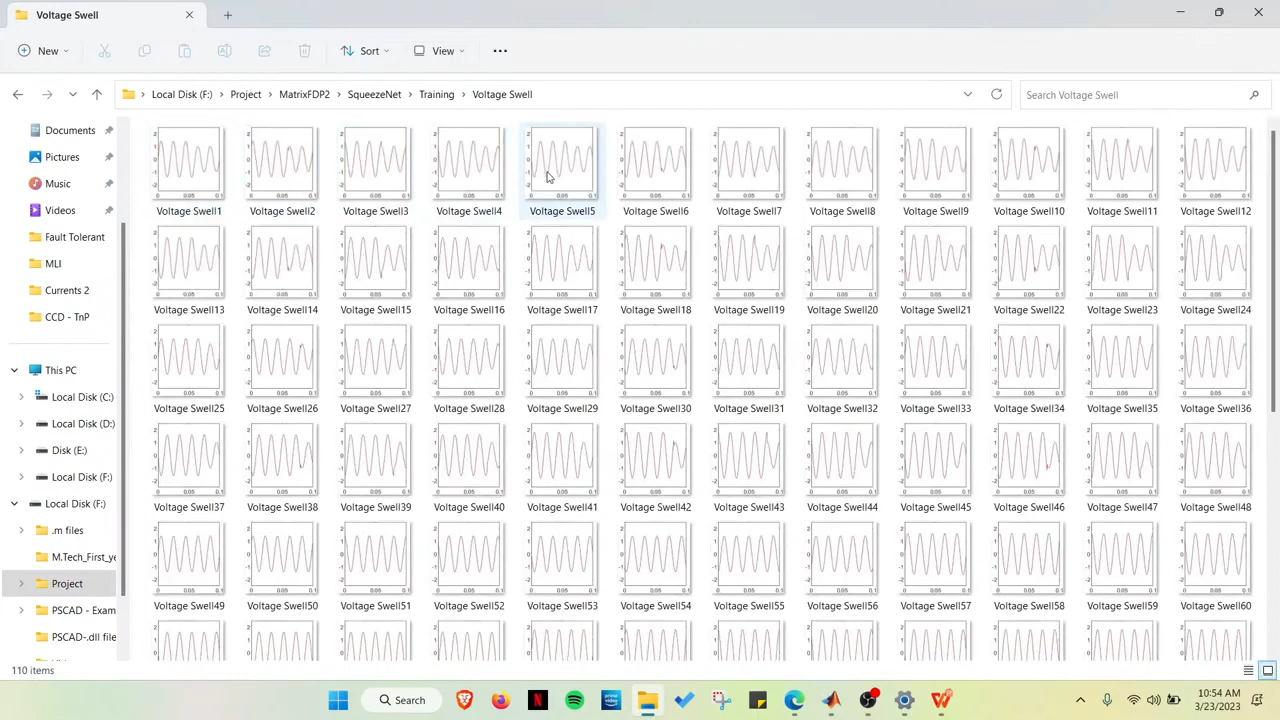 Voltage Swell
New
Sort
View
Local Disk (F:) Project MatrixFDP2 SqueezeNet Training Voltage Swell
Search Voltage Swell
Documents
Pictures
Music
Videos
Fault Tolerant
MLI
Currents 2
CCD - TnP
This PC
Local Disk (C:)
Local Disk (D:)
Disk (E:)
Local Disk (F:)
Local Disk (F:)
.m files
M.Tech_First_ye
Project
PSCAD - Exam
PSCAD-.dll file
Voltage Swell1 Voltage Swell2 Voltage Swell3 Voltage Swell4 Voltage Swell5 Voltage Swell6 Voltage Swell7 Voltage Swell8 Voltage Swell9 Voltage Swell10 Voltage Swell11 Voltage Swell12
Voltage Swell13 Voltage Swell14 Voltage Swell15 Voltage Swell16 Voltage Swell17 Voltage Swell18 Voltage Swell19 Voltage Swell20 Voltage Swell21 Voltage Swell22 Voltage Swell23 Voltage Swell24
Voltage Swell25 Voltage Swell26 Voltage Swell27 Voltage Swell28 Voltage Swell29 Voltage Swell30 Voltage Swell31 Voltage Swell32 Voltage Swell33 Voltage Swell34 Voltage Swell35 Voltage Swell36
Voltage Swell37 Voltage Swell38 Voltage Swell39 Voltage Swell40 Voltage Swell41 Voltage Swell42 Voltage Swell43 Voltage Swell44 Voltage Swell45 Voltage Swell46 Voltage Swell47 Voltage Swell48
Voltage Swell49 Voltage Swell50 Voltage Swell51 Voltage Swell52 Voltage Swell53 Voltage Swell54 Voltage Swell55 Voltage Swell56 Voltage Swell57 Voltage Swell58 Voltage Swell59 Voltage Swell60
110 items
Search
10:54 AM
3/23/2023